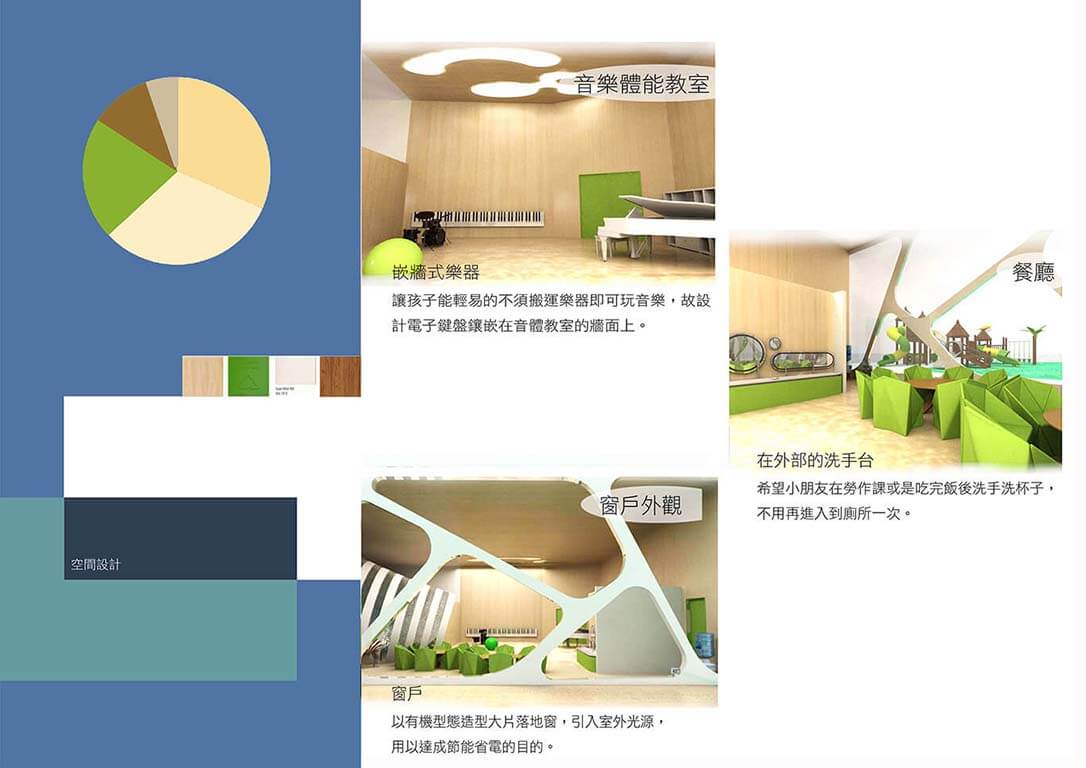 音樂體能教室
嵌牆式樂器
讓孩子能輕易的不須搬運樂器即可玩音樂，故設
計電子鍵盤鑲嵌在音體教室的牆面上。
餐廳
在外部的洗手台
希望小朋友在勞作課或是吃完飯後洗手洗杯子，
不用再進入到廁所一次。
窗戶外觀
窗戶
以有機型態造型大片落地窗，引入室外光源，
用以達成節能省電的目的。
空間設計